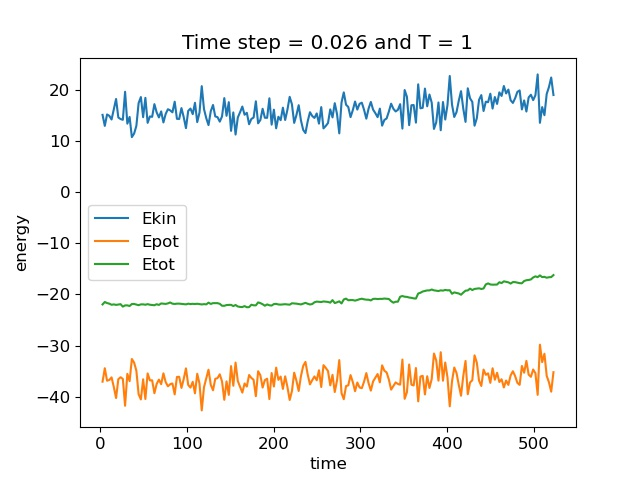 Time step = 0.026 and T = 1
20
10
0
−10
−20
−30
−40
energy
Ekin
Epot
Etot
0 100 200 300 400 500
time